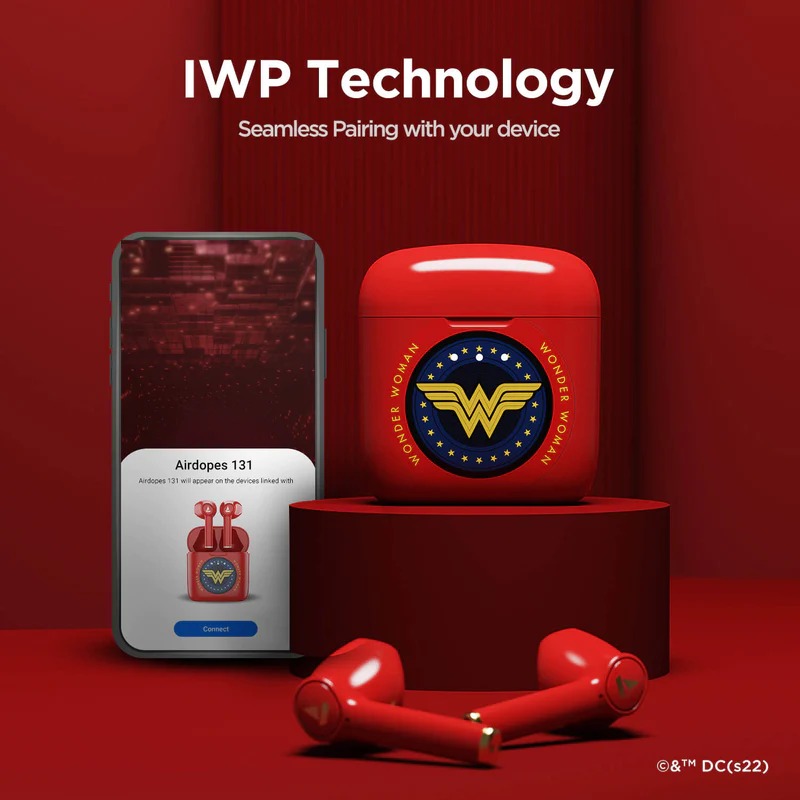 IWP Technology
Seamless Pairing with your device
WONDER WOMAN
WONDER WOMAN
Airdopes 131
Airdopes 131 will appear on the devices linked with
Connect
©&™ DC(s22)